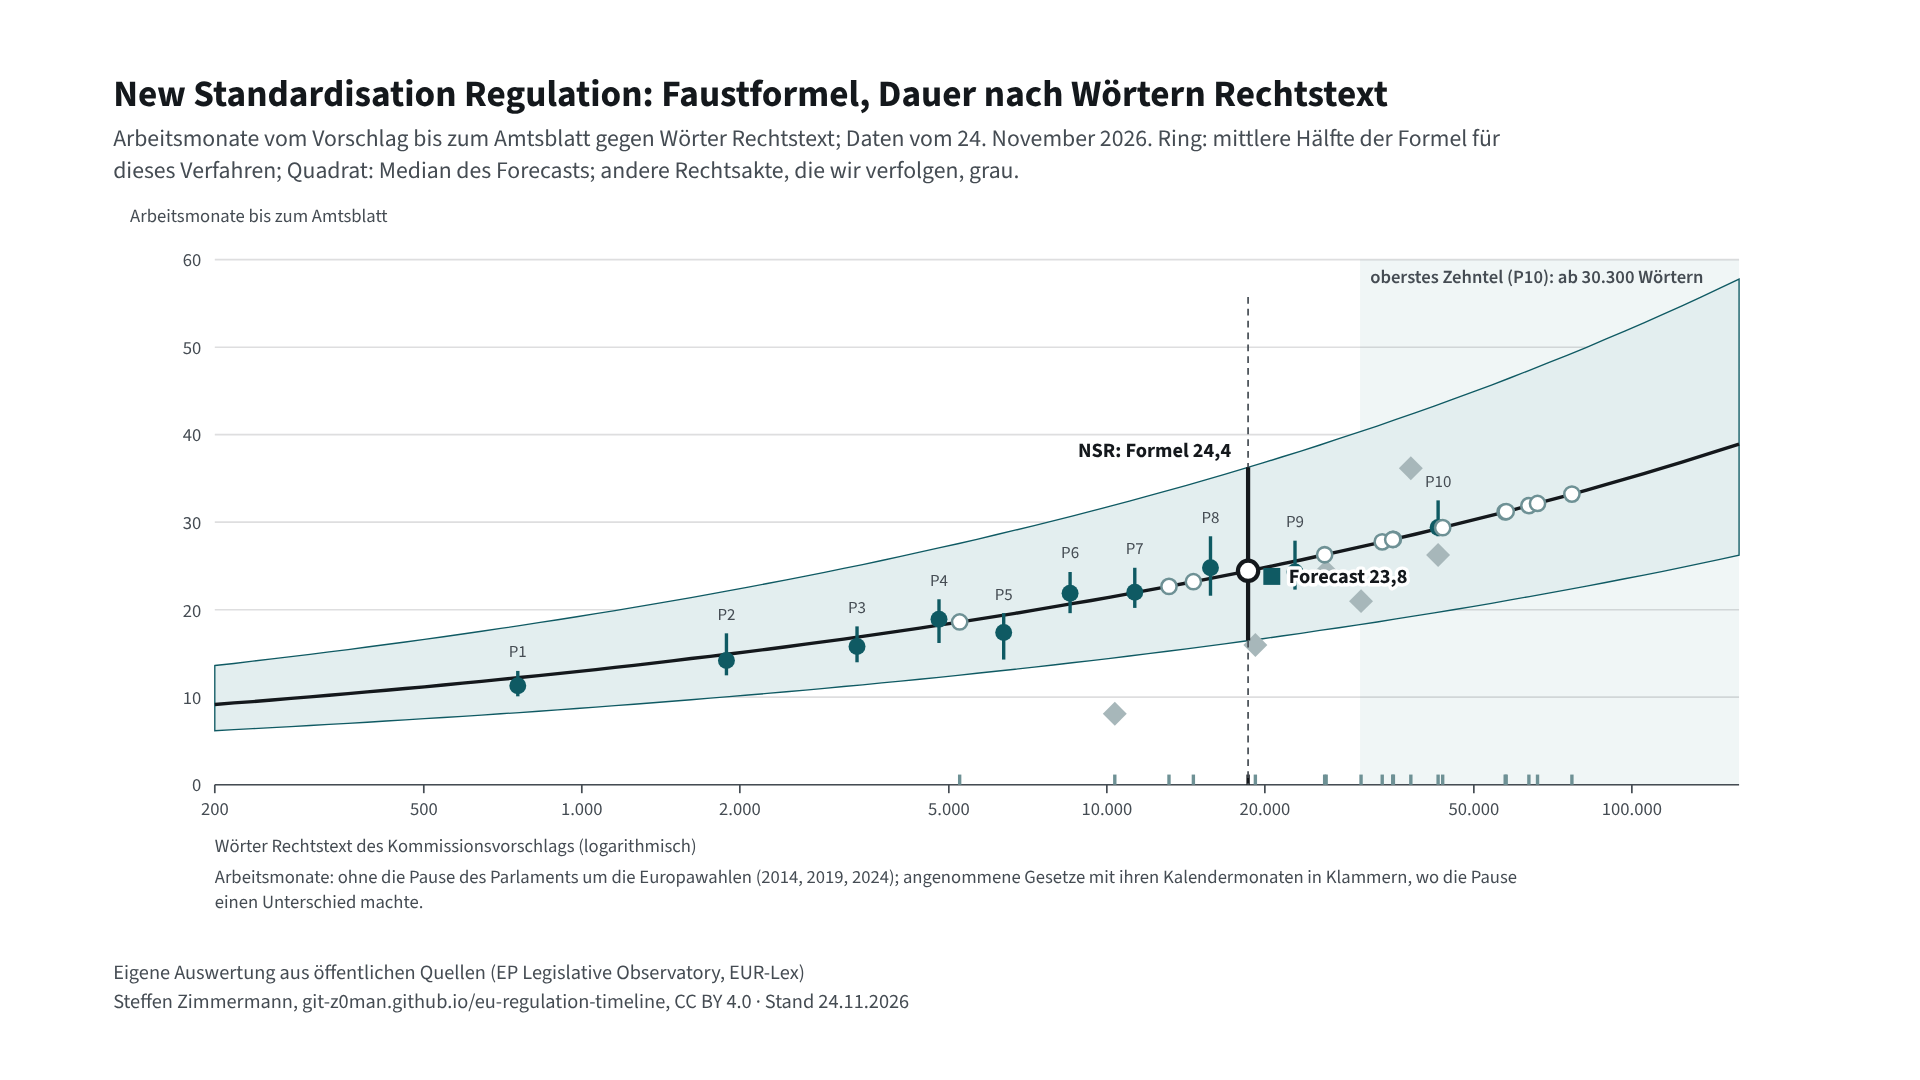 New Standardisation Regulation: Faustformel, Dauer nach Wörtern Rechtstext
Arbeitsmonate vom Vorschlag bis zum Amtsblatt gegen Wörter Rechtstext; Daten vom 24. November 2026. Ring: mittlere Hälfte der Formel für
dieses Verfahren; Quadrat: Median des Forecasts; andere Rechtsakte, die wir verfolgen, grau.
Arbeitsmonate bis zum Amtsblatt
60
oberstes Zehntel (P10): ab 30.300 Wörtern
50
40
NSR: Formel 24,4
P10
P8
P9
30
P7
P6
Forecast 23,8
P4
P5
P3
P2
20
P1
10
0
200
500
1.000
2.000
5.000
10.000
20.000
50.000
100.000
Wörter Rechtstext des Kommissionsvorschlags (logarithmisch)
Arbeitsmonate: ohne die Pause des Parlaments um die Europawahlen (2014, 2019, 2024); angenommene Gesetze mit ihren Kalendermonaten in Klammern, wo die Pause
einen Unterschied machte.
Eigene Auswertung aus öffentlichen Quellen (EP Legislative Observatory, EUR-Lex)
Steffen Zimmermann, git-z0man.github.io/eu-regulation-timeline, CC BY 4.0 · Stand 24.11.2026